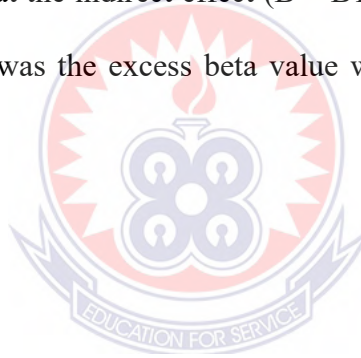 at the indirect effect (B
was the excess beta value
EDUCATION FOR SERVICE